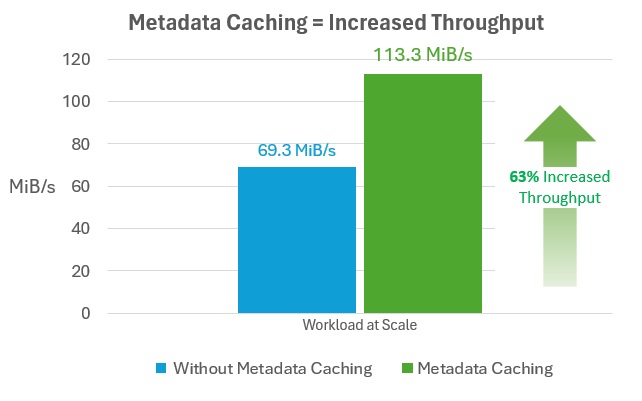 Metadata Caching = Increased Throughput
120
113.3 MiB/s
100
80
69.3 MiB/s
MiB/s
60
63% Increased
Throughput
40
20
0
Workload at Scale
Without Metadata Caching
Metadata Caching